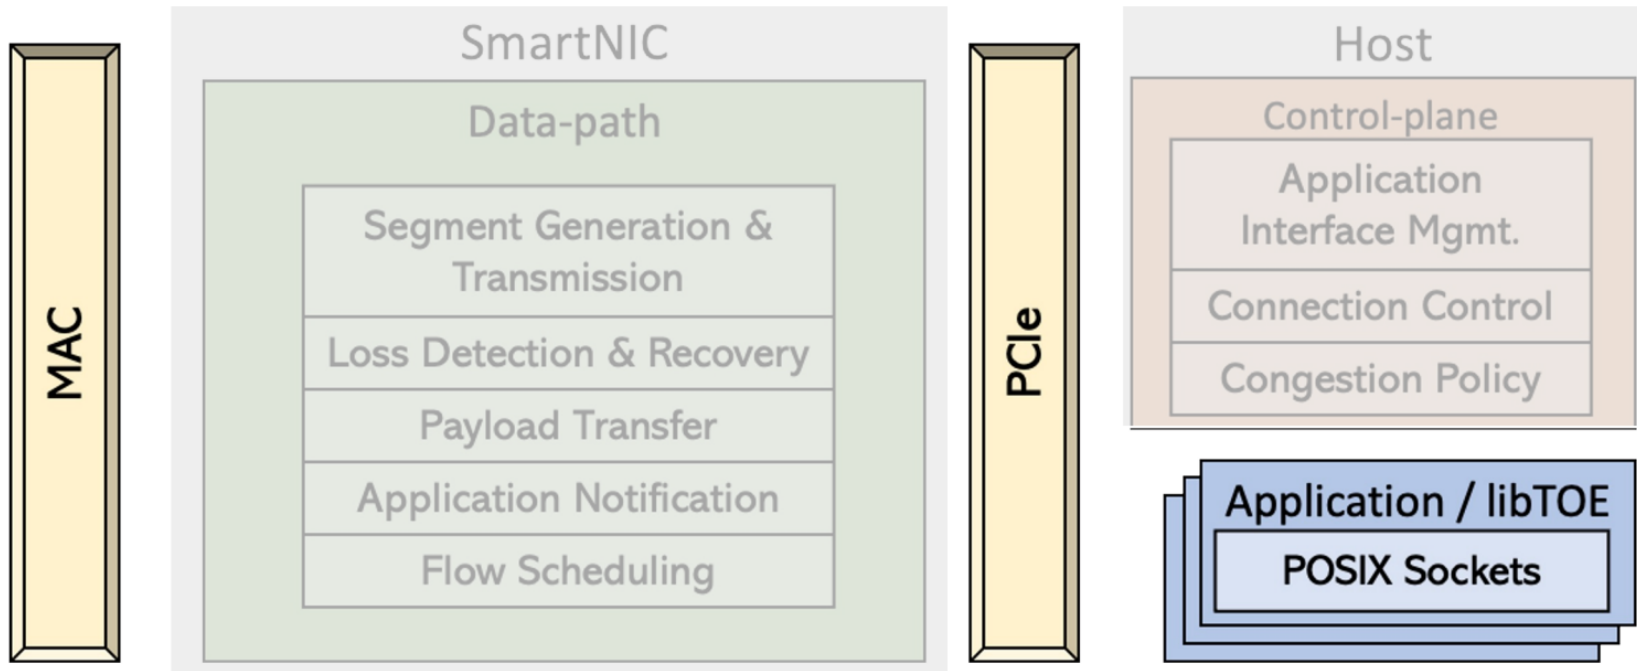 MAC
SmartNIC
Data-path
Segment Generation &
Transmission
Loss Detection & Recovery
Payload Transfer
Application Notification
Flow Scheduling
PCIe
Host
Control-plane
Application
Interface Mgmt.
Connection Control
Congestion Policy
Application / libTOE
POSIX Sockets